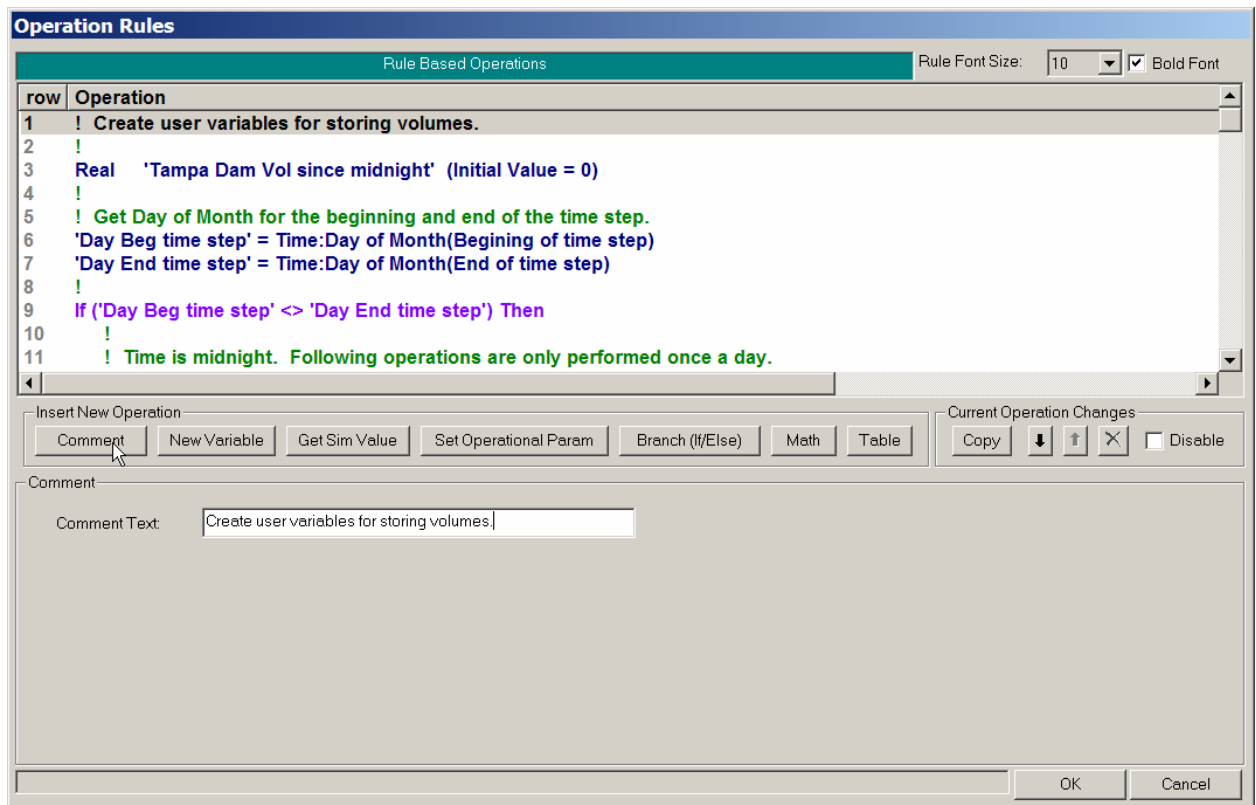 Operation Rules
Rule Based Operations
Rule Font Size: 10 Bold Font
row Operation
1 ! Create user variables for storing volumes.
2 !
3 Real 'Tampa Dam Vol since midnight' (Initial Value = 0)
4 !
5 ! Get Day of Month for the beginning and end of the time step.
6 'Day Beg time step' = Time:Day of Month(Begining of time step)
7 'Day End time step' = Time:Day of Month(End of time step)
8 !
9 If ('Day Beg time step' <> 'Day End time step') Then
10 !
11 ! Time is midnight. Following operations are only performed once a day.
Insert New Operation
Comment New Variable Get Sim Value Set Operational Param Branch (If/Else) Math Table
Current Operation Changes
Copy Disable
Comment
Comment Text: Create user variables for storing volumes.
OK Cancel